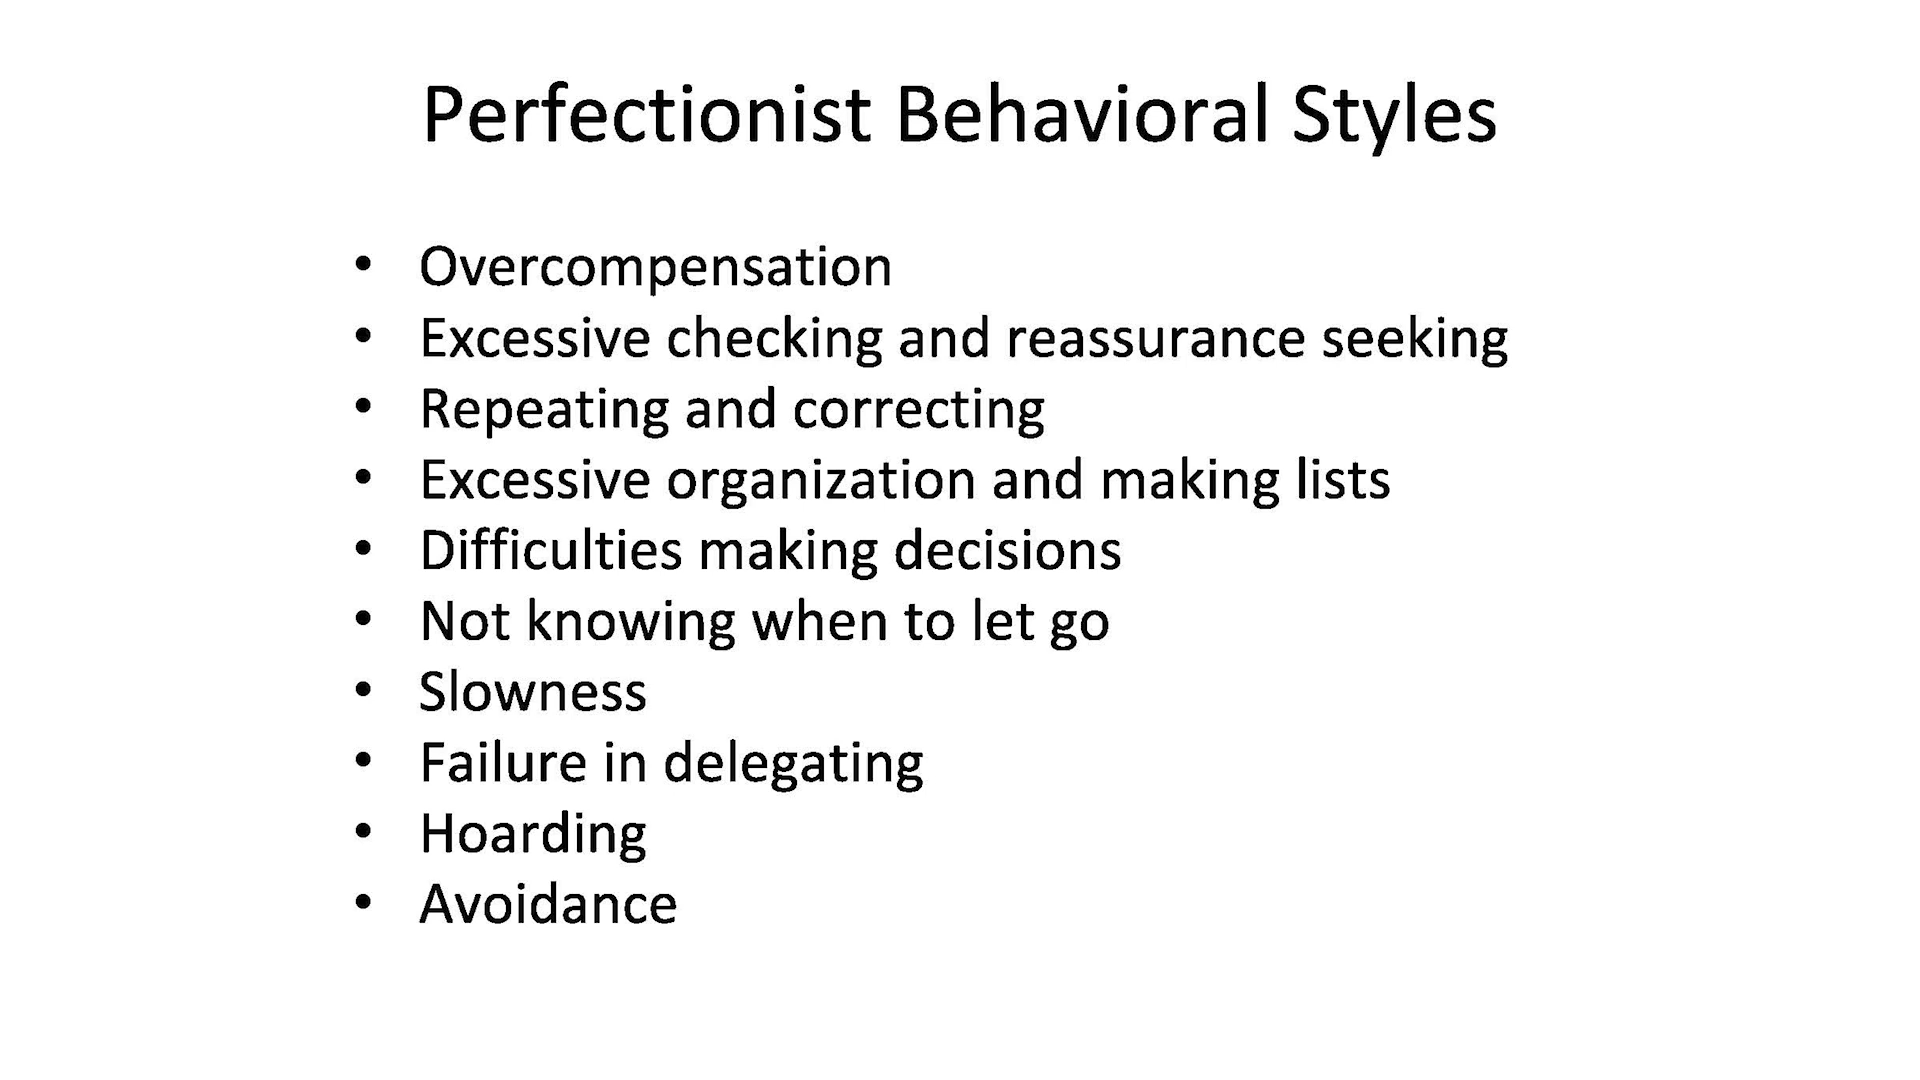 Perfectionist Behavioral Styles
• Overcompensation
• Excessive checking and reassurance seeking
• Repeating and correcting
• Excessive organization and making lists
• Difficulties making decisions
• Not knowing when to let go
• Slowness
• Failure in delegating
• Hoarding
• Avoidance